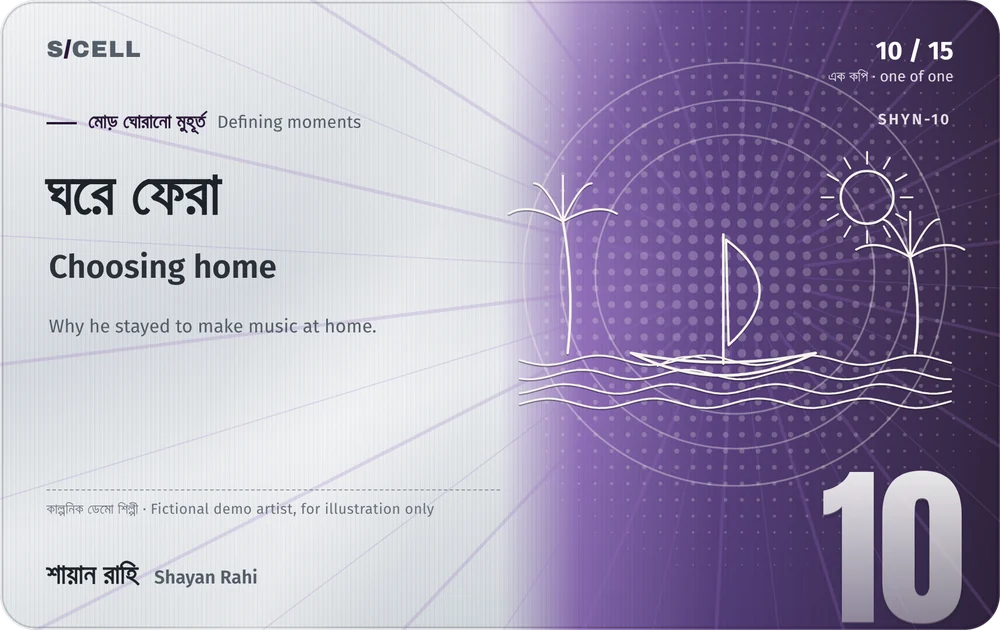 S/CELL
10 / 15
এক কপি · one of one
SHYN-10
মোড় ঘোরানো মুহূর্ত Defining moments
ঘরে ফেরা
Choosing home
Why he stayed to make music at home.
কাল্পনিক ডেমো শিল্পী · Fictional demo artist, for illustration only
শায়ান রাহি Shayan Rahi
10